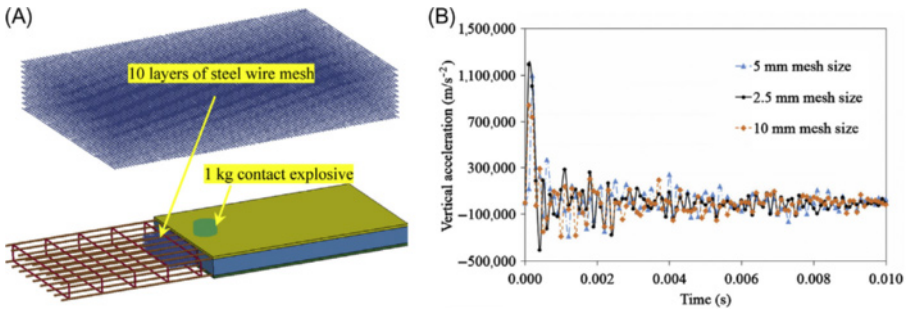 (A)
10 layers of steel wire mesh
1 kg contact explosive
(B)
Vertical acceleration (m/s⁻²)
1,500,000
1,100,000
700,000
300,000
−100,000
−500,000
5 mm mesh size
2.5 mm mesh size
10 mm mesh size
0.000
0.002
0.004
0.006
0.008
0.010
Time (s)